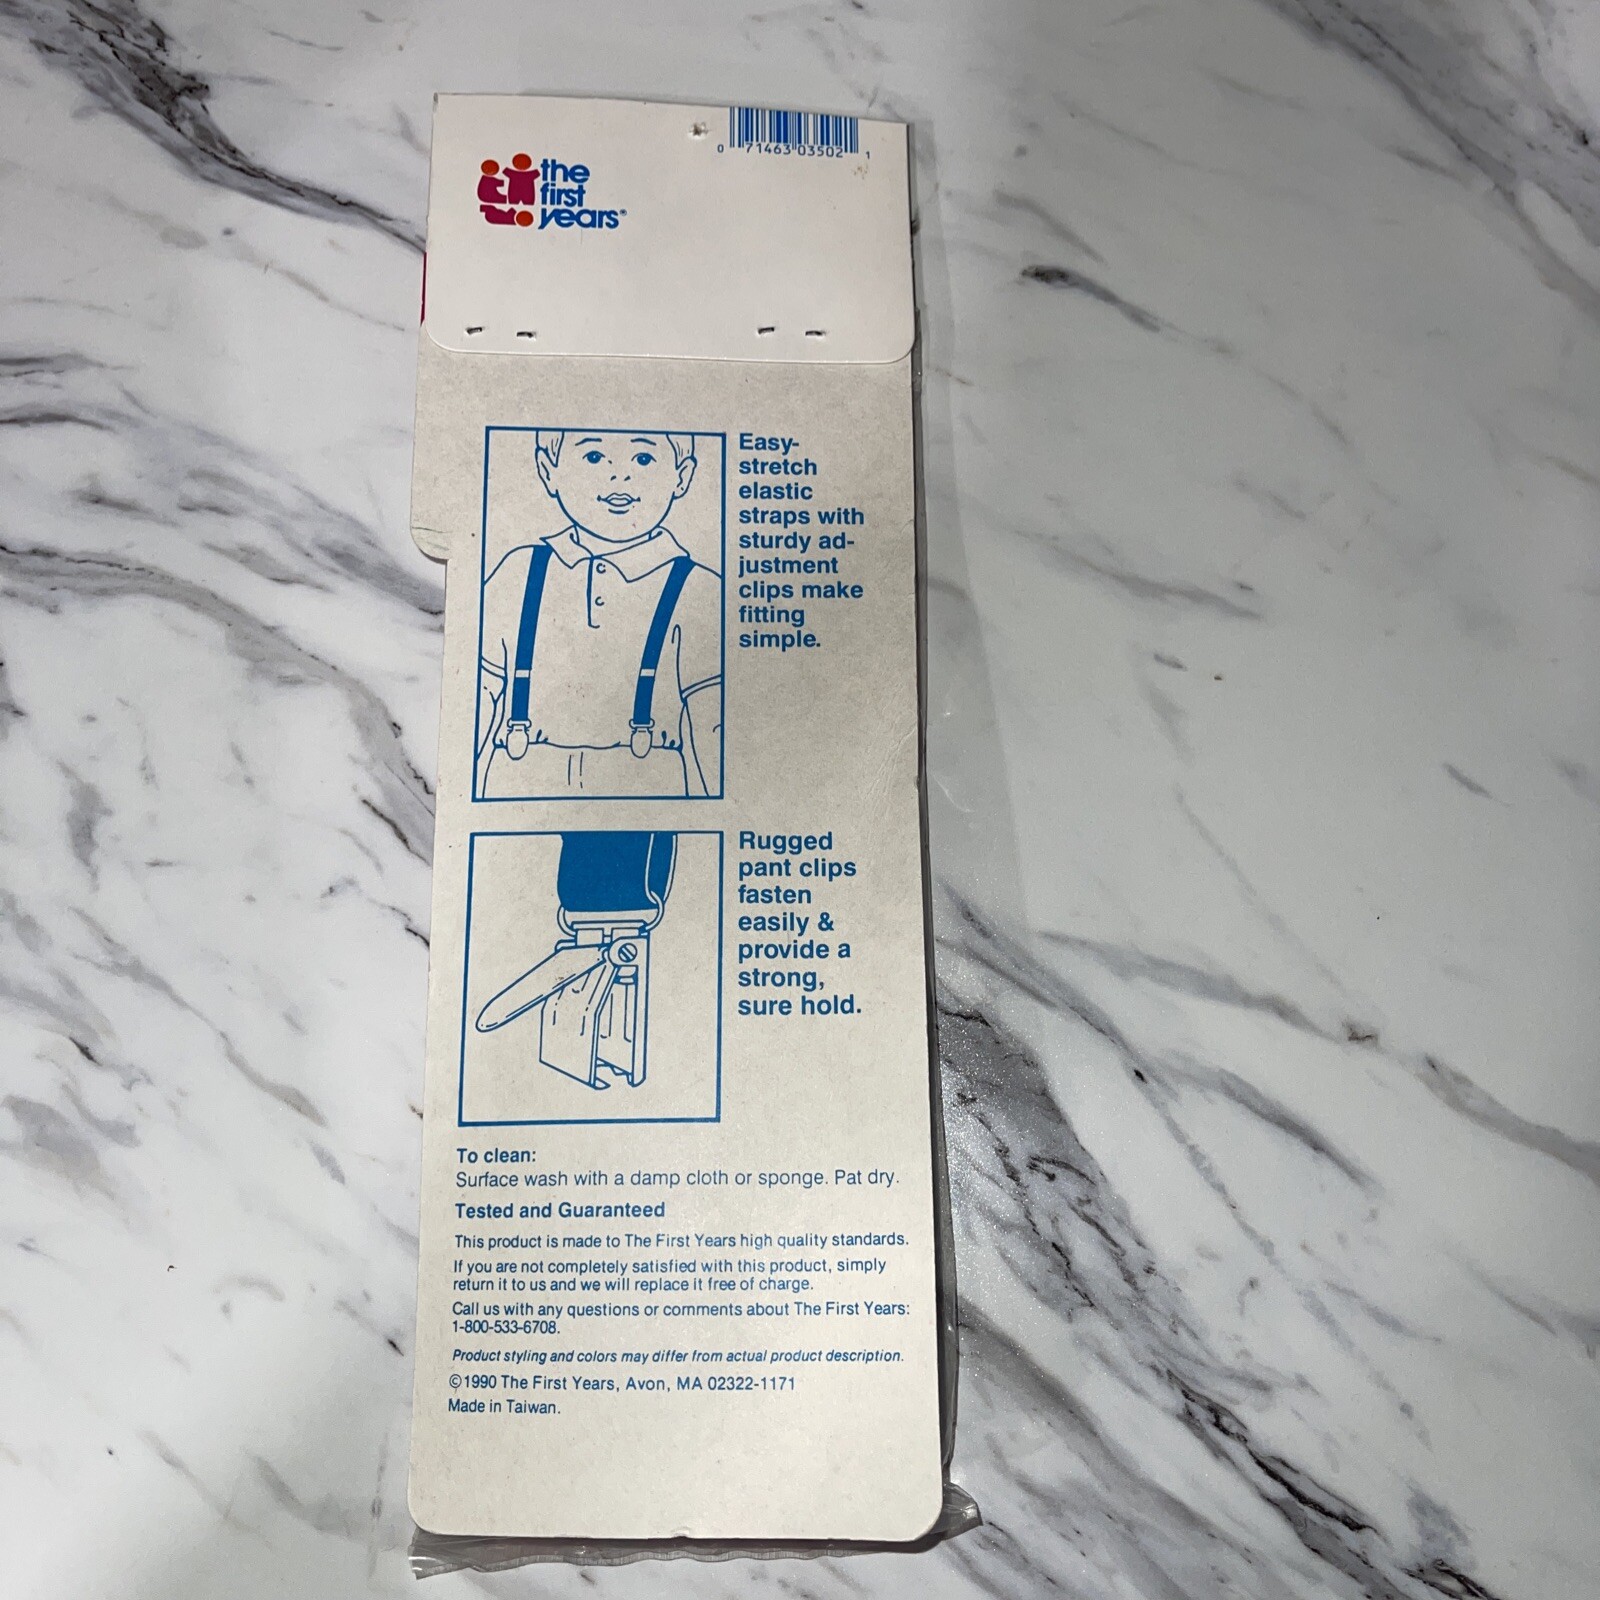 0 71463 03502 1
the
first
years®
Easy-
stretch
elastic
straps with
sturdy ad-
justment
clips make
fitting
simple.
Rugged
pant clips
fasten
easily &
provide a
strong,
sure hold.
To clean:
Surface wash with a damp cloth or sponge. Pat dry.
Tested and Guaranteed
This product is made to The First Years high quality standards.
If you are not completely satisfied with this product, simply
return it to us and we will replace it free of charge.
Call us with any questions or comments about The First Years:
1-800-533-6708.
Product styling and colors may differ from actual product description.
©1990 The First Years, Avon, MA 02322-1171
Made in Taiwan.